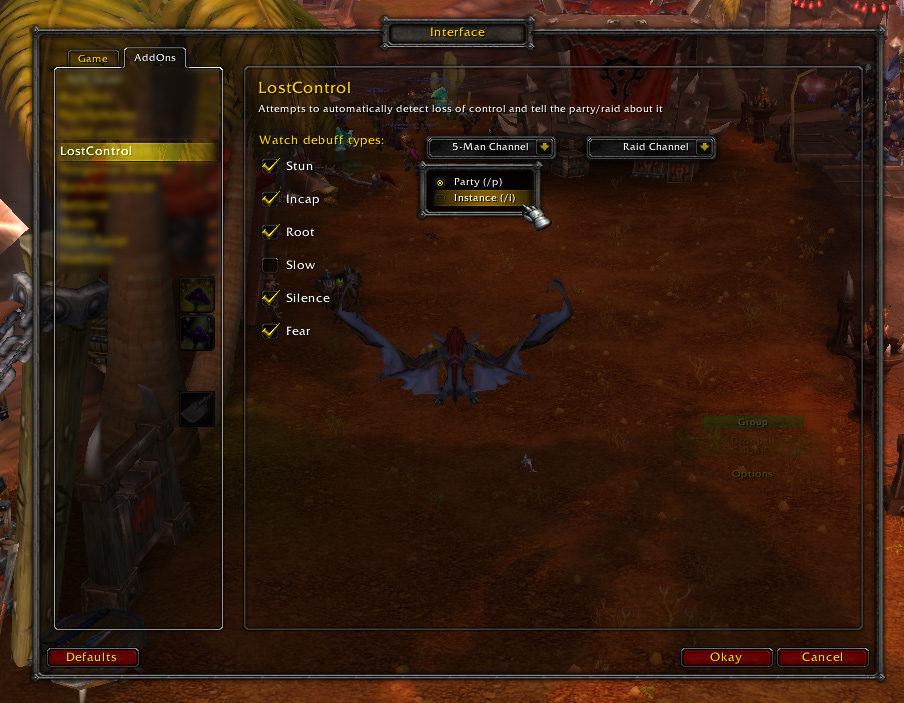 Interface
Game
AddOns
LostControl
LostControl
Attempts to automatically detect loss of control and tell the party/raid about it
Watch debuff types:
5-Man Channel
Raid Channel
Party (/p)
Instance (/i)
Stun
Incap
Root
Slow
Silence
Fear
Group
Options
Defaults
Okay
Cancel